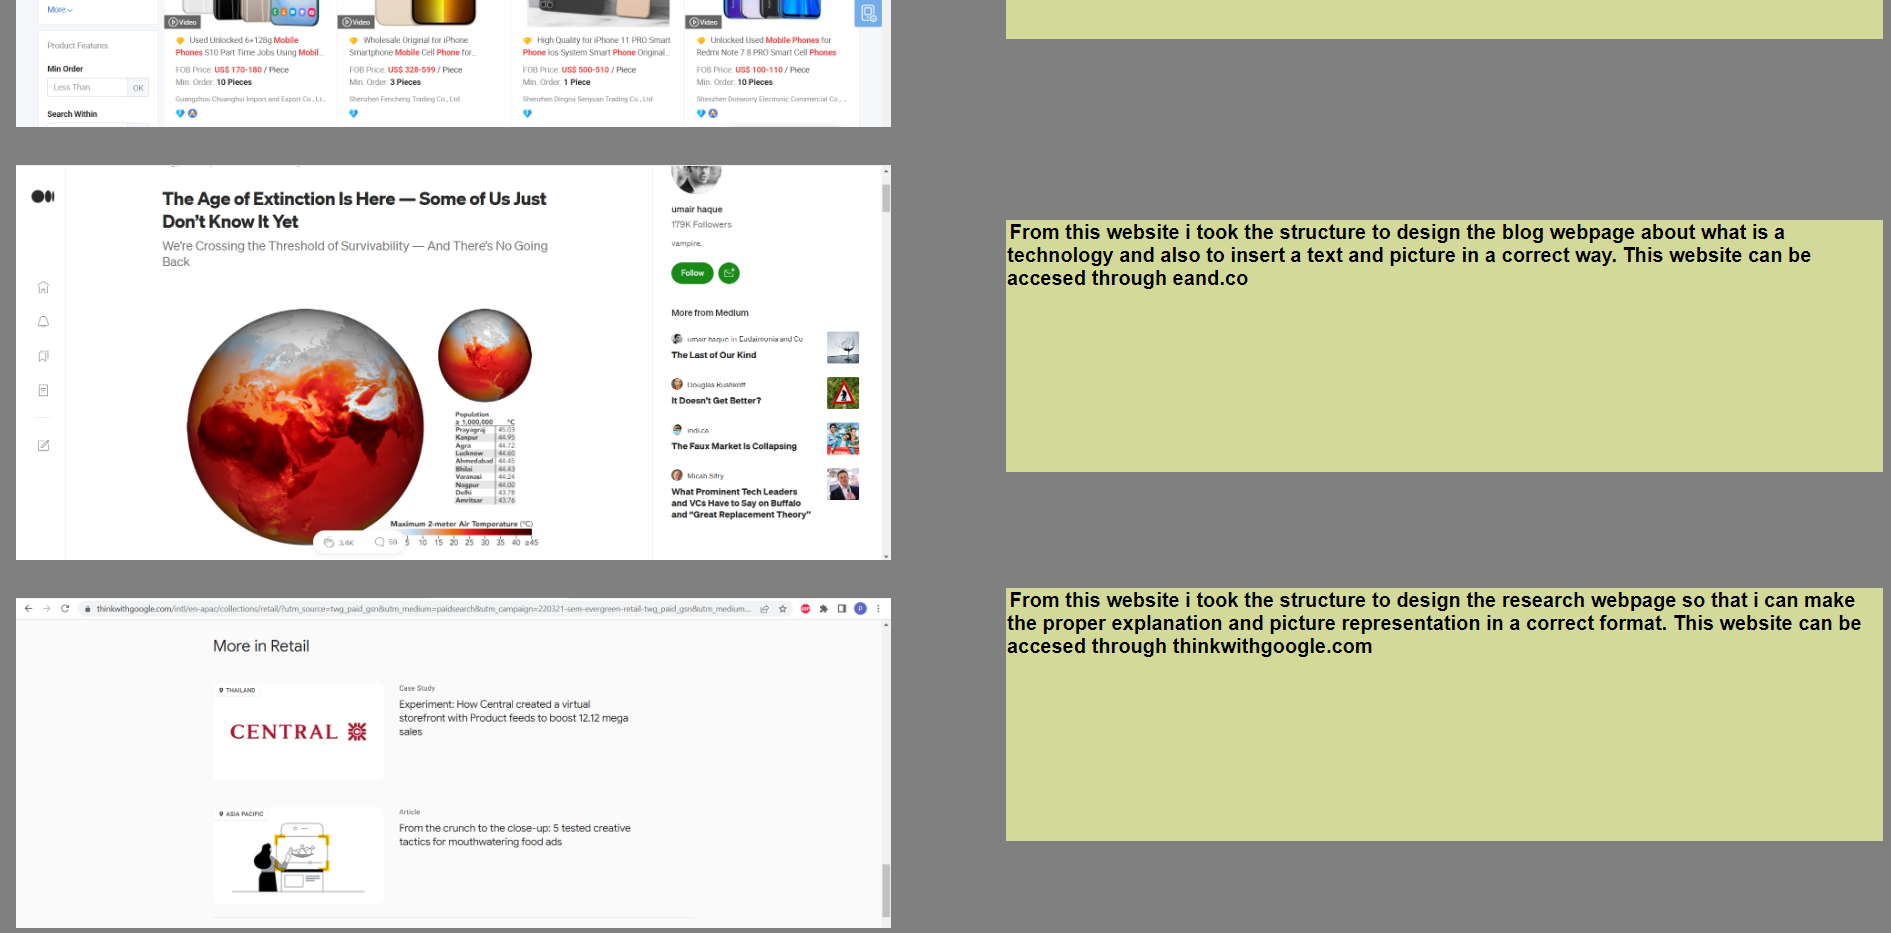 More
Video
Video
Video
Product Features
Min Order
Less Than
OK
Search Within
Used Unlocked 6+128g Mobile
Phones S10 Part Time Jobs Using Mobil...
FOB Price: US$ 170-180 / Piece
Min. Order: 10 Pieces
Guangzhou Chuanghui Import and Export Co., Lt...
Wholesale Original for iPhone
Smartphone Mobile Cell Phone for...
FOB Price: US$ 328-599 / Piece
Min. Order: 3 Pieces
Shenzhen Fencheng Trading Co., Ltd.
High Quality for iPhone 11 PRO Smart
Phone Ios System Smart Phone Original...
FOB Price: US$ 500-510 / Piece
Min. Order: 1 Piece
Shenzhen Dingrui Senyuan Trading Co., Ltd.
Unlocked Used Mobile Phones for
Redmi Note 7 8 PRO Smart Cell Phones
FOB Price: US$ 100-110 / Piece
Min. Order: 10 Pieces
Shenzhen Donworry Electronic Commercial Co., ...
The Age of Extinction Is Here — Some of Us Just
Don't Know It Yet
We're Crossing the Threshold of Survivability — And There's No Going
Back
Population
≥ 1,000,000 °C
Prayagraj 45.03
Kanpur 44.95
Agra 44.72
Lucknow 44.60
Ahmedabad 44.45
Bhilai 44.43
Varanasi 44.24
Nagpur 44.00
Delhi 43.78
Amritsar 43.76
Maximum 2-meter Air Temperature (°C)
5 10 15 20 25 30 35 40 ≥45
3.4K 59
umair haque
179K Followers
vampire.
Follow
More from Medium
umair haque in Eudaimonia and Co
The Last of Our Kind
Douglas Rushkoff
It Doesn't Get Better?
indi.ca
The Faux Market Is Collapsing
Micah Sifry
What Prominent Tech Leaders
and VCs Have to Say on Buffalo
and “Great Replacement Theory”
From this website i took the structure to design the blog webpage about what is a
technology and also to insert a text and picture in a correct way. This website can be
accesed through eand.co
thinkwithgoogle.com/intl/en-apac/collections/retail/?utm_source=twg_paid_gsn&utm_medium=paidsearch&utm_campaign=220321-sem-evergreen-retail-twg_paid_gsn&utm_medium...
ABP
P
More in Retail
THAILAND
CENTRAL
Case Study
Experiment: How Central created a virtual
storefront with Product feeds to boost 12.12 mega
sales
ASIA PACIFIC
Article
From the crunch to the close-up: 5 tested creative
tactics for mouthwatering food ads
From this website i took the structure to design the research webpage so that i can make
the proper explanation and picture representation in a correct format. This website can be
accesed through thinkwithgoogle.com